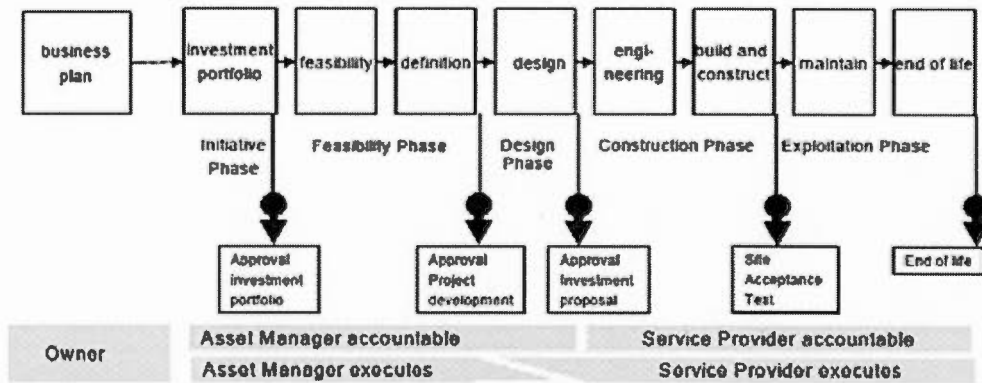 business
plan
investment
portfolio
feasibility
definition
design
engi-
neering
build and
construct
maintain
end of life
Initiative
Phase
Feasibility Phase
Design
Phase
Construction Phase
Exploitation Phase
Approval
investment
portfolio
Approval
Project
development
Approval
Investment
proposal
Site
Acceptance
Test
End of life
Owner
Asset Manager accountable
Service Provider accountable
Asset Manager executes
Service Provider executes